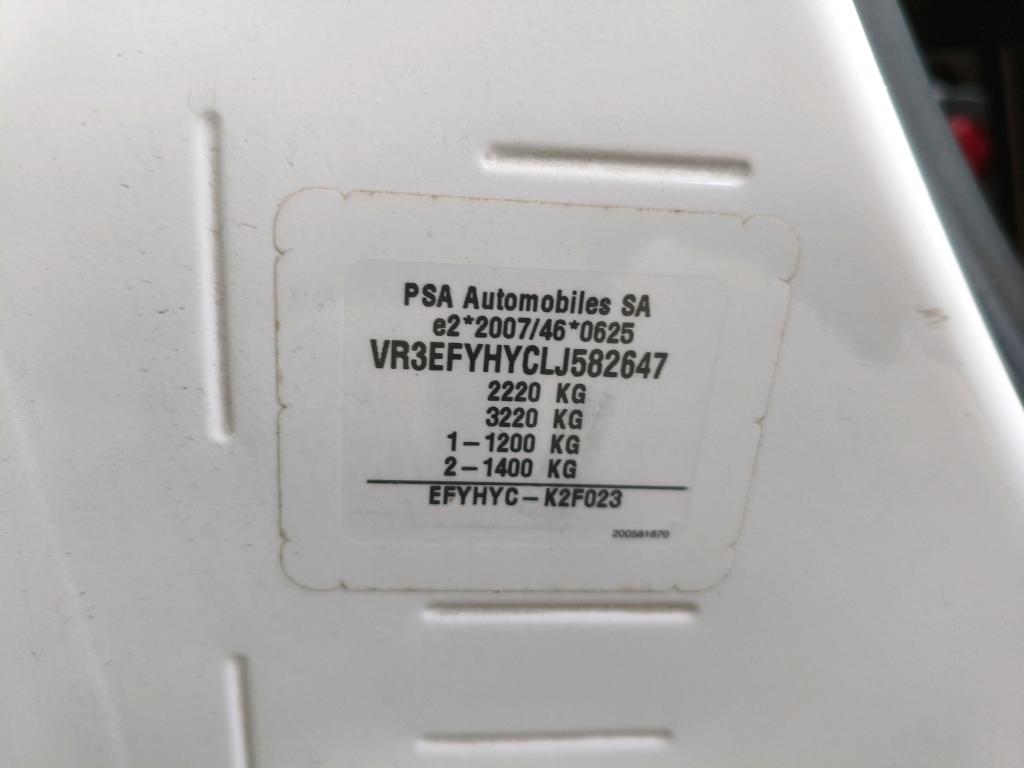 PSA Automobiles SA
e2*2007/46*0625
VR3EFYHYCLJ582647
2220 KG
3220 KG
1-1200 KG
2-1400 KG
EFYHYC-K2F023
200581870